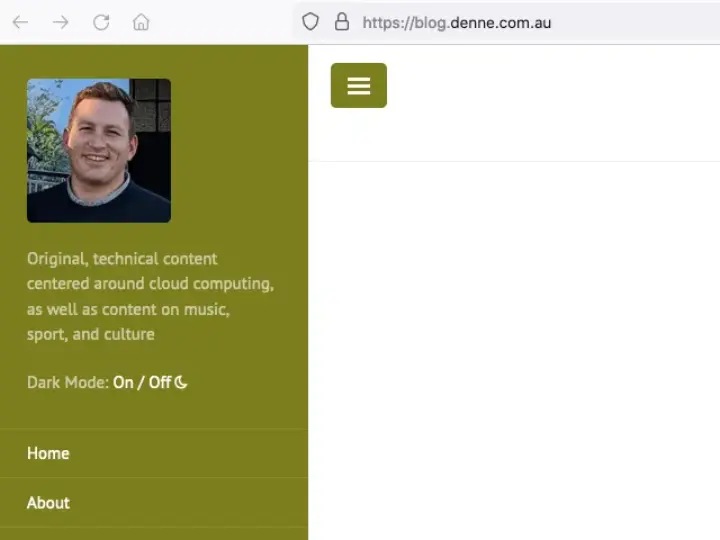 https://blog.denne.com.au
Original, technical content
centered around cloud computing,
as well as content on music,
sport, and culture
Dark Mode: On / Off
Home
About